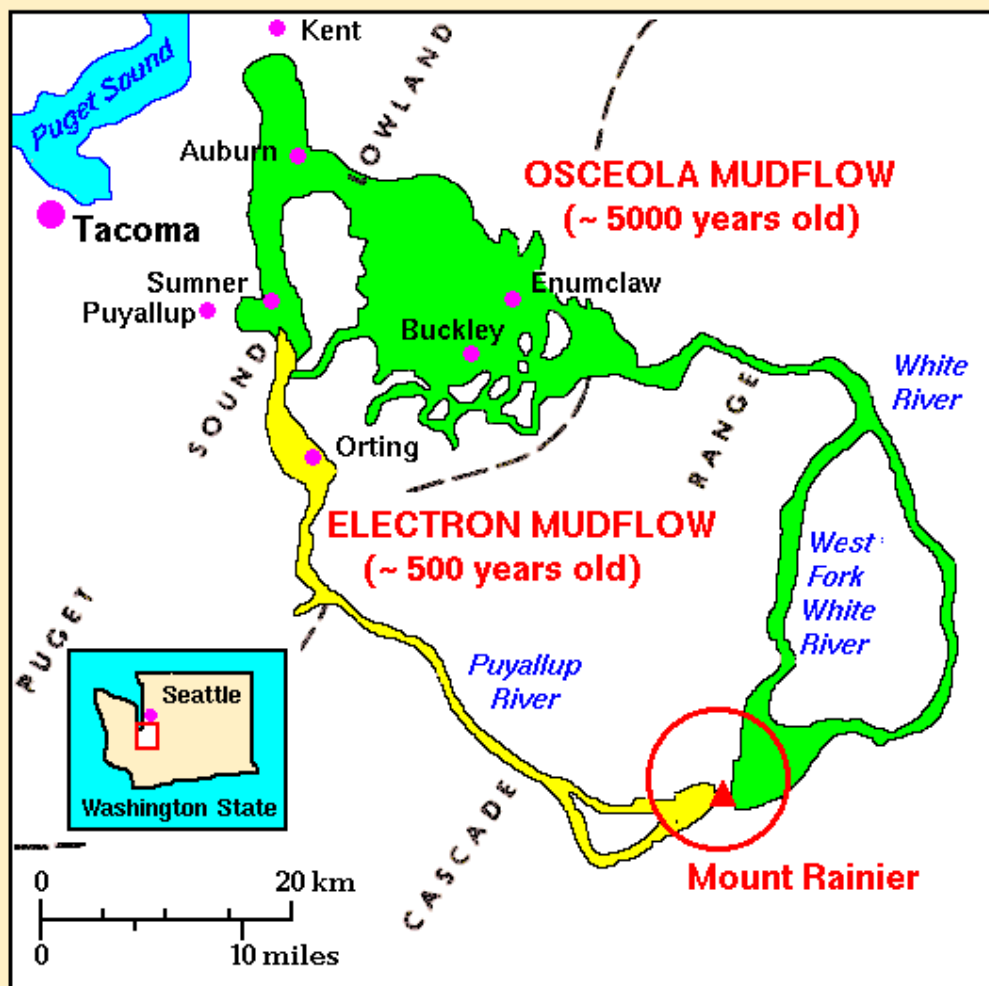 Kent
Puget Sound
LOWLAND
Auburn
OSCEOLA MUDFLOW
(~ 5000 years old)
Tacoma
Sumner
Enumclaw
Puyallup
Buckley
White
River
SOUND
RANGE
Orting
ELECTRON MUDFLOW
(~ 500 years old)
West
Fork
White
River
PUGET
Puyallup
River
Seattle
Washington State
CASCADE
Mount Rainier
0 20 km
0 10 miles